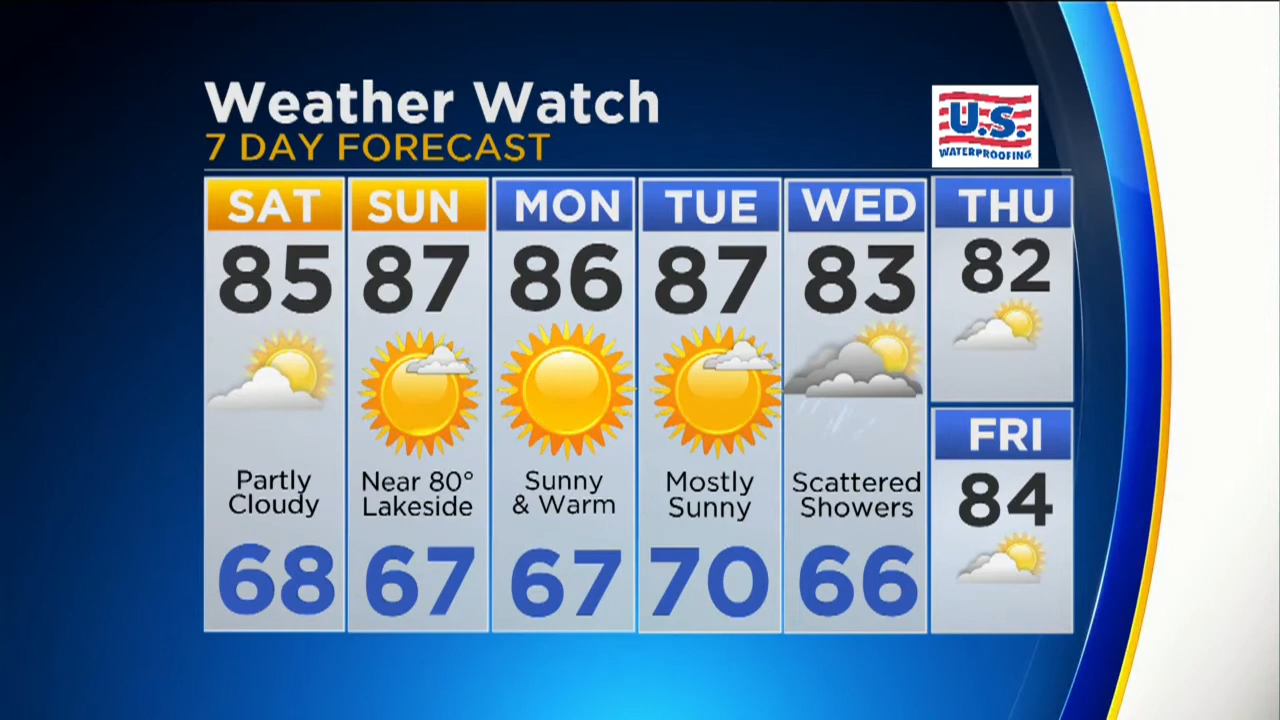 Weather Watch
7 DAY FORECAST
U.S.
WATERPROOFING
SAT
85
Partly
Cloudy
68
SUN
87
Near 80°
Lakeside
67
MON
86
Sunny
& Warm
67
TUE
87
Mostly
Sunny
70
WED
83
Scattered
Showers
66
THU
82
FRI
84